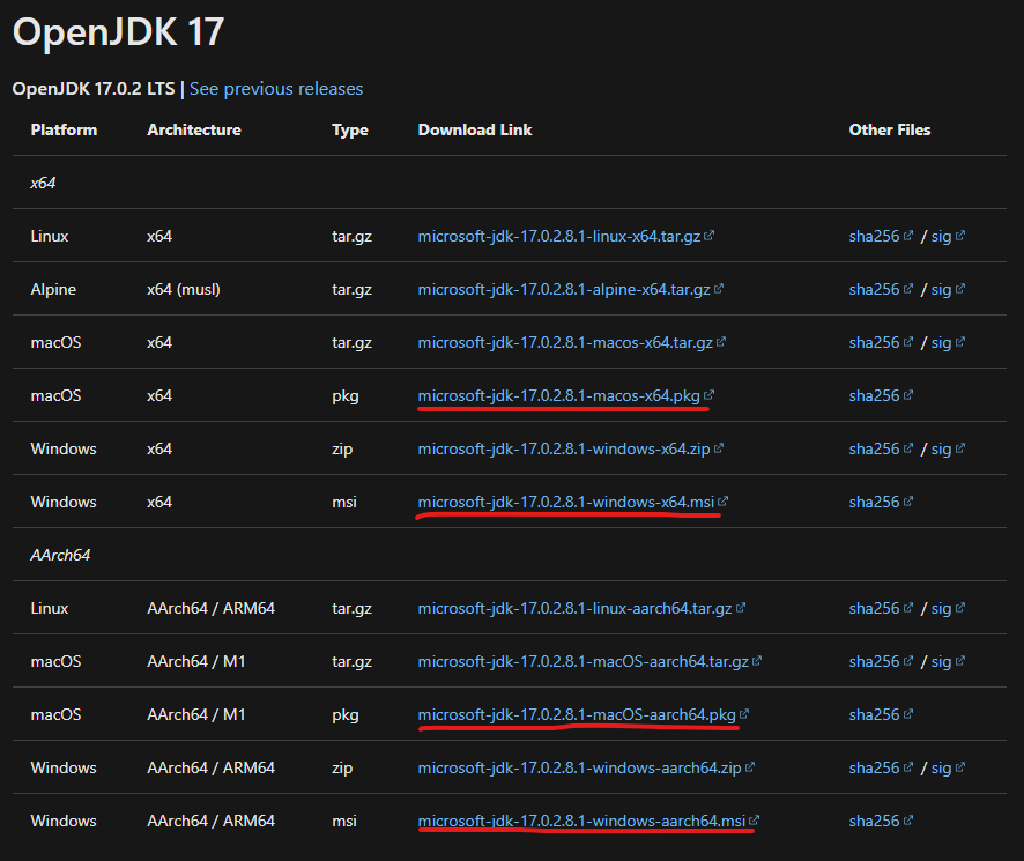 OpenJDK 17
OpenJDK 17.0.2 LTS | See previous releases
Platform Architecture Type Download Link Other Files
x64
Linux x64 tar.gz microsoft-jdk-17.0.2.8.1-linux-x64.tar.gz sha256 / sig
Alpine x64 (musl) tar.gz microsoft-jdk-17.0.2.8.1-alpine-x64.tar.gz sha256 / sig
macOS x64 tar.gz microsoft-jdk-17.0.2.8.1-macos-x64.tar.gz sha256 / sig
macOS x64 pkg microsoft-jdk-17.0.2.8.1-macos-x64.pkg sha256
Windows x64 zip microsoft-jdk-17.0.2.8.1-windows-x64.zip sha256 / sig
Windows x64 msi microsoft-jdk-17.0.2.8.1-windows-x64.msi sha256
AArch64
Linux AArch64 / ARM64 tar.gz microsoft-jdk-17.0.2.8.1-linux-aarch64.tar.gz sha256 / sig
macOS AArch64 / M1 tar.gz microsoft-jdk-17.0.2.8.1-macOS-aarch64.tar.gz sha256 / sig
macOS AArch64 / M1 pkg microsoft-jdk-17.0.2.8.1-macOS-aarch64.pkg sha256
Windows AArch64 / ARM64 zip microsoft-jdk-17.0.2.8.1-windows-aarch64.zip sha256 / sig
Windows AArch64 / ARM64 msi microsoft-jdk-17.0.2.8.1-windows-aarch64.msi sha256